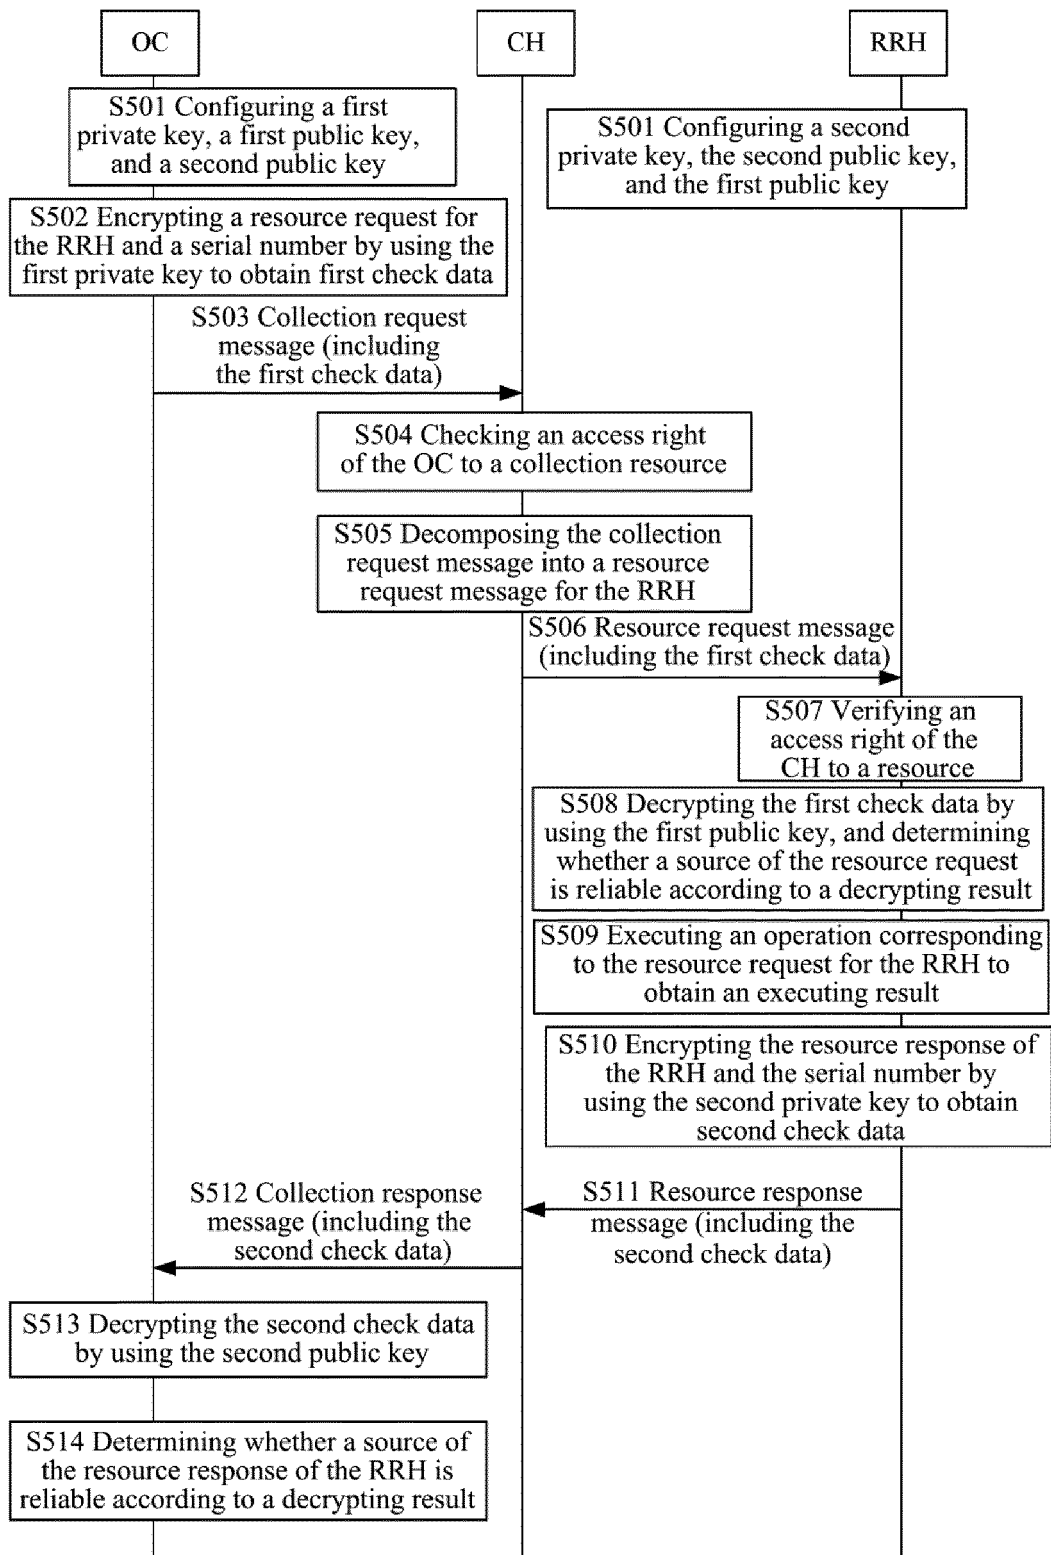 OC
CH
RRH
S501 Configuring a first
private key, a first public key,
and a second public key
S501 Configuring a second
private key, the second public key,
and the first public key
S502 Encrypting a resource request for
the RRH and a serial number by using the
first private key to obtain first check data
S503 Collection request
message (including
the first check data)
S504 Checking an access right
of the OC to a collection resource
S505 Decomposing the collection
request message into a resource
request message for the RRH
S506 Resource request message
(including the first check data)
S507 Verifying an
access right of the
CH to a resource
S508 Decrypting the first check data by
using the first public key, and determining
whether a source of the resource request
is reliable according to a decrypting result
S509 Executing an operation corresponding
to the resource request for the RRH to
obtain an executing result
S510 Encrypting the resource response of
the RRH and the serial number by
using the second private key to obtain
second check data
S511 Resource response
message (including the
second check data)
S512 Collection response
message (including the
second check data)
S513 Decrypting the second check data
by using the second public key
S514 Determining whether a source of
the resource response of the RRH is
reliable according to a decrypting result